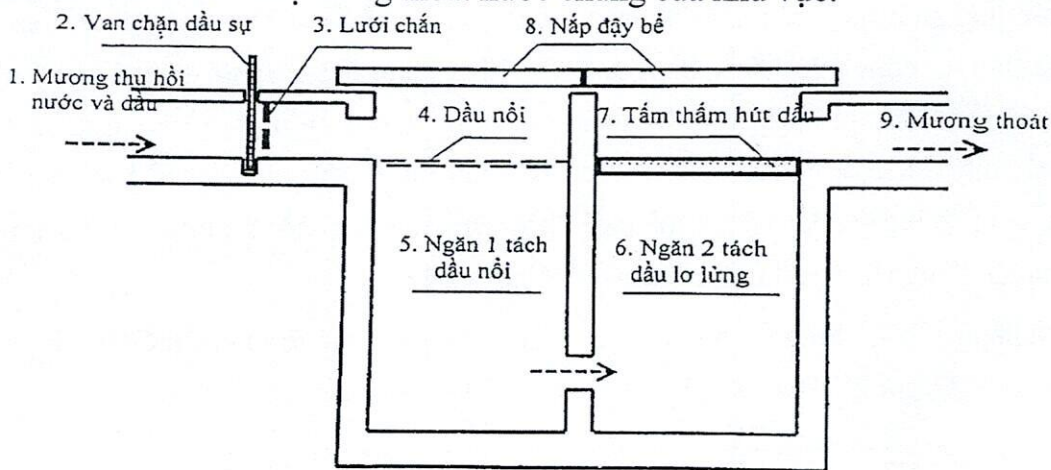 2. Van chặn dầu sự
3. Lưới chắn
8. Nắp đậy bể
1. Mương thu hồi
nước và dầu
4. Dầu nổi
7. Tấm thấm hút dầu
9. Mương thoát
5. Ngăn 1 tách
dầu nổi
6. Ngăn 2 tách
dầu lơ lửng